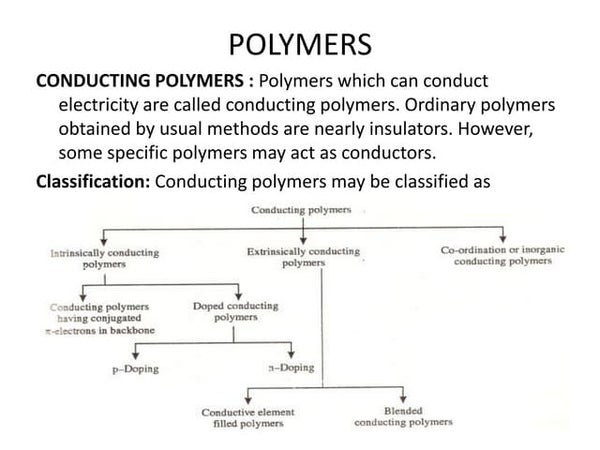 POLYMERS
CONDUCTING POLYMERS : Polymers which can conduct
electricity are called conducting polymers. Ordinary polymers
obtained by usual methods are nearly insulators. However,
some specific polymers may act as conductors.
Classification: Conducting polymers may be classified as
Conducting polymers
Intrinsically conducting
polymers
Extrinsically conducting
polymers
Co-ordination or inorganic
conducting polymers
Conducting polymers
having conjugated
π-electrons in backbone
Doped conducting
polymers
p-Doping
n-Doping
Conductive element
filled polymers
Blended
conducting polymers